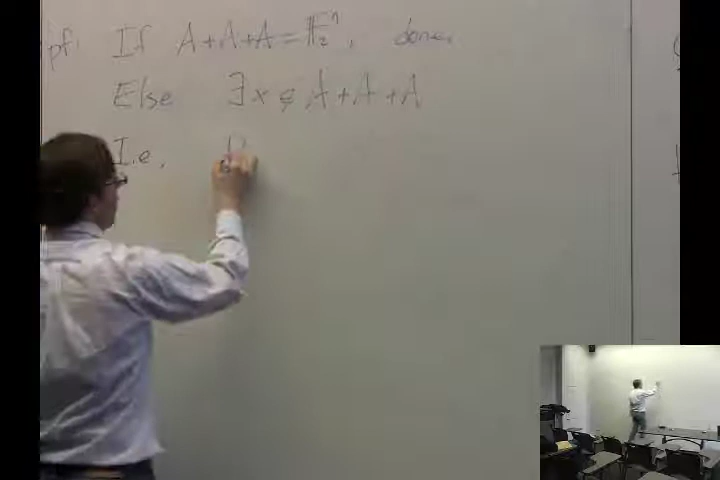 pf: If A+A+A = 𝔽₂ⁿ, done.
Else ∃ x ∉ A+A+A
I.e,